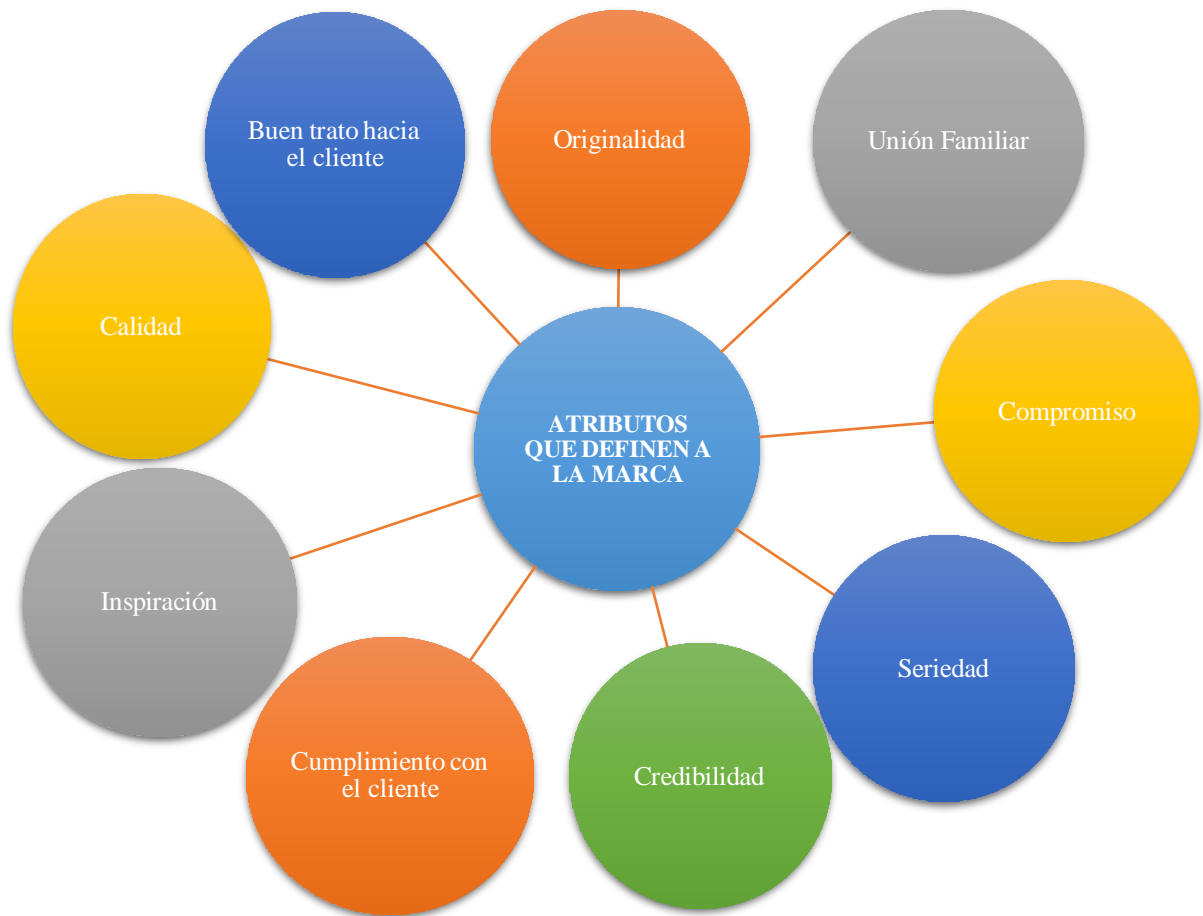 Buen trato hacia
el cliente
Originalidad
Unión Familiar
Calidad
Compromiso
ATRIBUTOS
QUE DEFINEN A
LA MARCA
Inspiración
Seriedad
Cumplimiento con
el cliente
Credibilidad